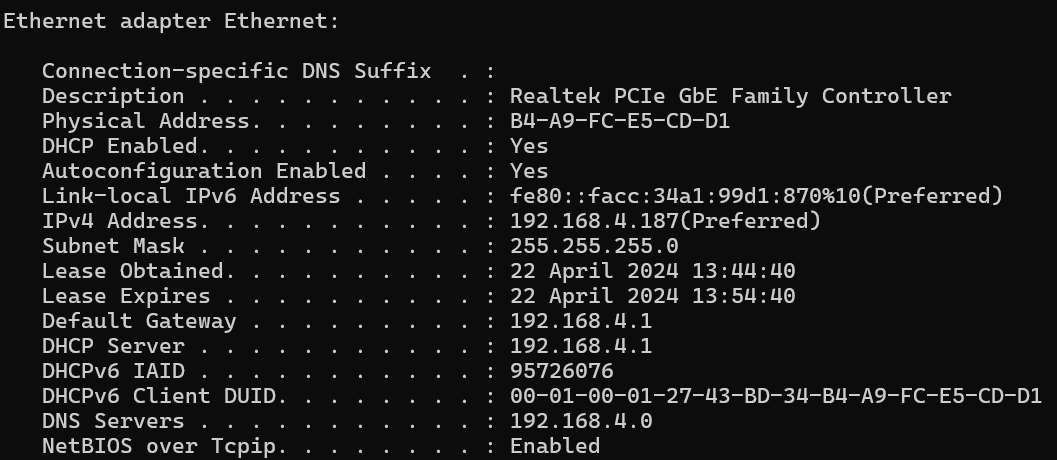 Ethernet adapter Ethernet:
Connection-specific DNS Suffix  . :
Description . . . . . . . . . . . : Realtek PCIe GbE Family Controller
Physical Address. . . . . . . . . : B4-A9-FC-E5-CD-D1
DHCP Enabled. . . . . . . . . . . : Yes
Autoconfiguration Enabled . . . . : Yes
Link-local IPv6 Address . . . . . : fe80::facc:34a1:99d1:870%10(Preferred)
IPv4 Address. . . . . . . . . . . : 192.168.4.187(Preferred)
Subnet Mask . . . . . . . . . . . : 255.255.255.0
Lease Obtained. . . . . . . . . . : 22 April 2024 13:44:40
Lease Expires . . . . . . . . . . : 22 April 2024 13:54:40
Default Gateway . . . . . . . . . : 192.168.4.1
DHCP Server . . . . . . . . . . . : 192.168.4.1
DHCPv6 IAID . . . . . . . . . . . : 95726076
DHCPv6 Client DUID. . . . . . . . : 00-01-00-01-27-43-BD-34-B4-A9-FC-E5-CD-D1
DNS Servers . . . . . . . . . . . : 192.168.4.0
NetBIOS over Tcpip. . . . . . . . : Enabled